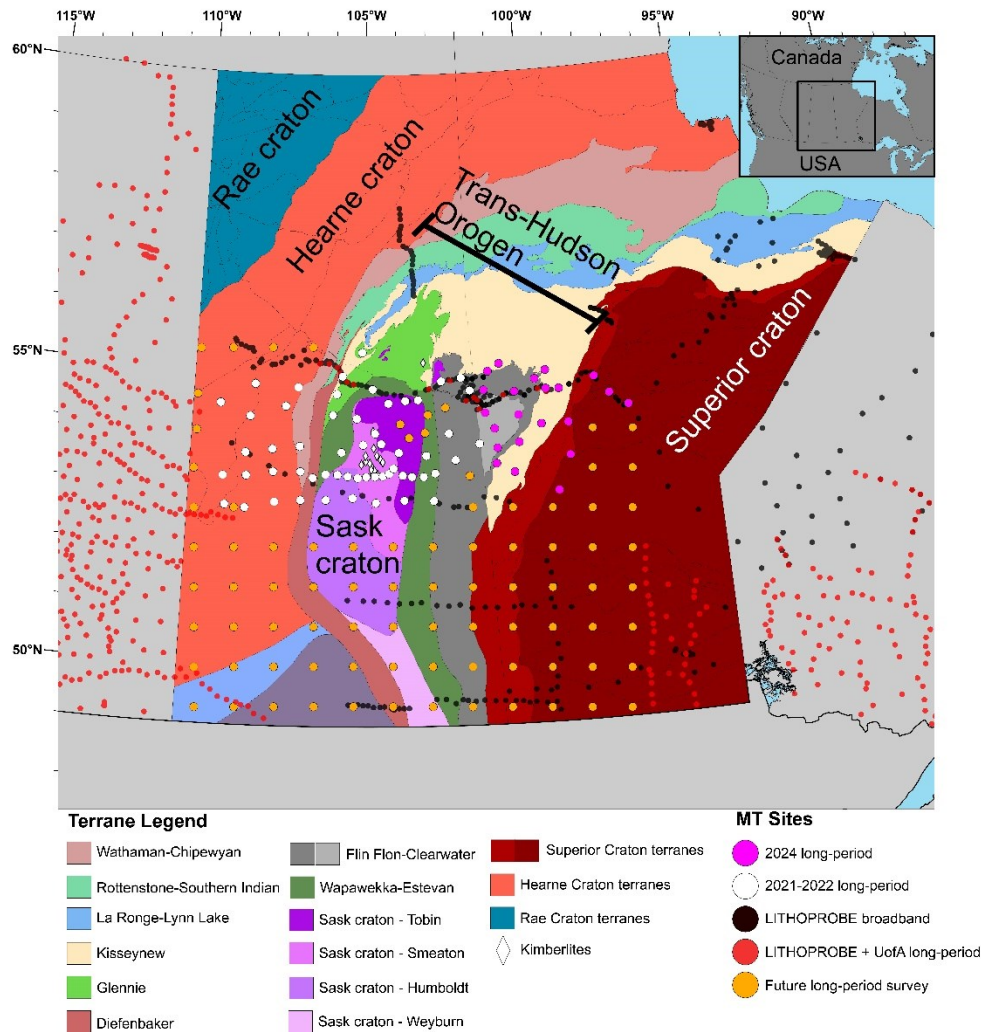 115°W 110°W 105°W 100°W 95°W 90°W
60°N
55°N
50°N
Canada
USA
Rae craton
Hearne craton
Trans-Hudson
Orogen
Superior craton
Sask
craton
Terrane Legend
Wathaman-Chipewyan
Rottenstone-Southern Indian
La Ronge-Lynn Lake
Kisseynew
Glennie
Diefenbaker
Flin Flon-Clearwater
Wapawekka-Estevan
Sask craton - Tobin
Sask craton - Smeaton
Sask craton - Humboldt
Sask craton - Weyburn
Superior Craton terranes
Hearne Craton terranes
Rae Craton terranes
Kimberlites
MT Sites
2024 long-period
2021-2022 long-period
LITHOPROBE broadband
LITHOPROBE + UofA long-period
Future long-period survey